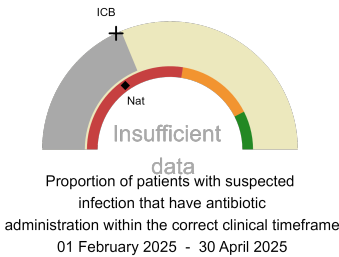 ICB
Nat
Insufficient
data
Proportion of patients with suspected
infection that have antibiotic
administration within the correct clinical timeframe
01 February 2025 - 30 April 2025